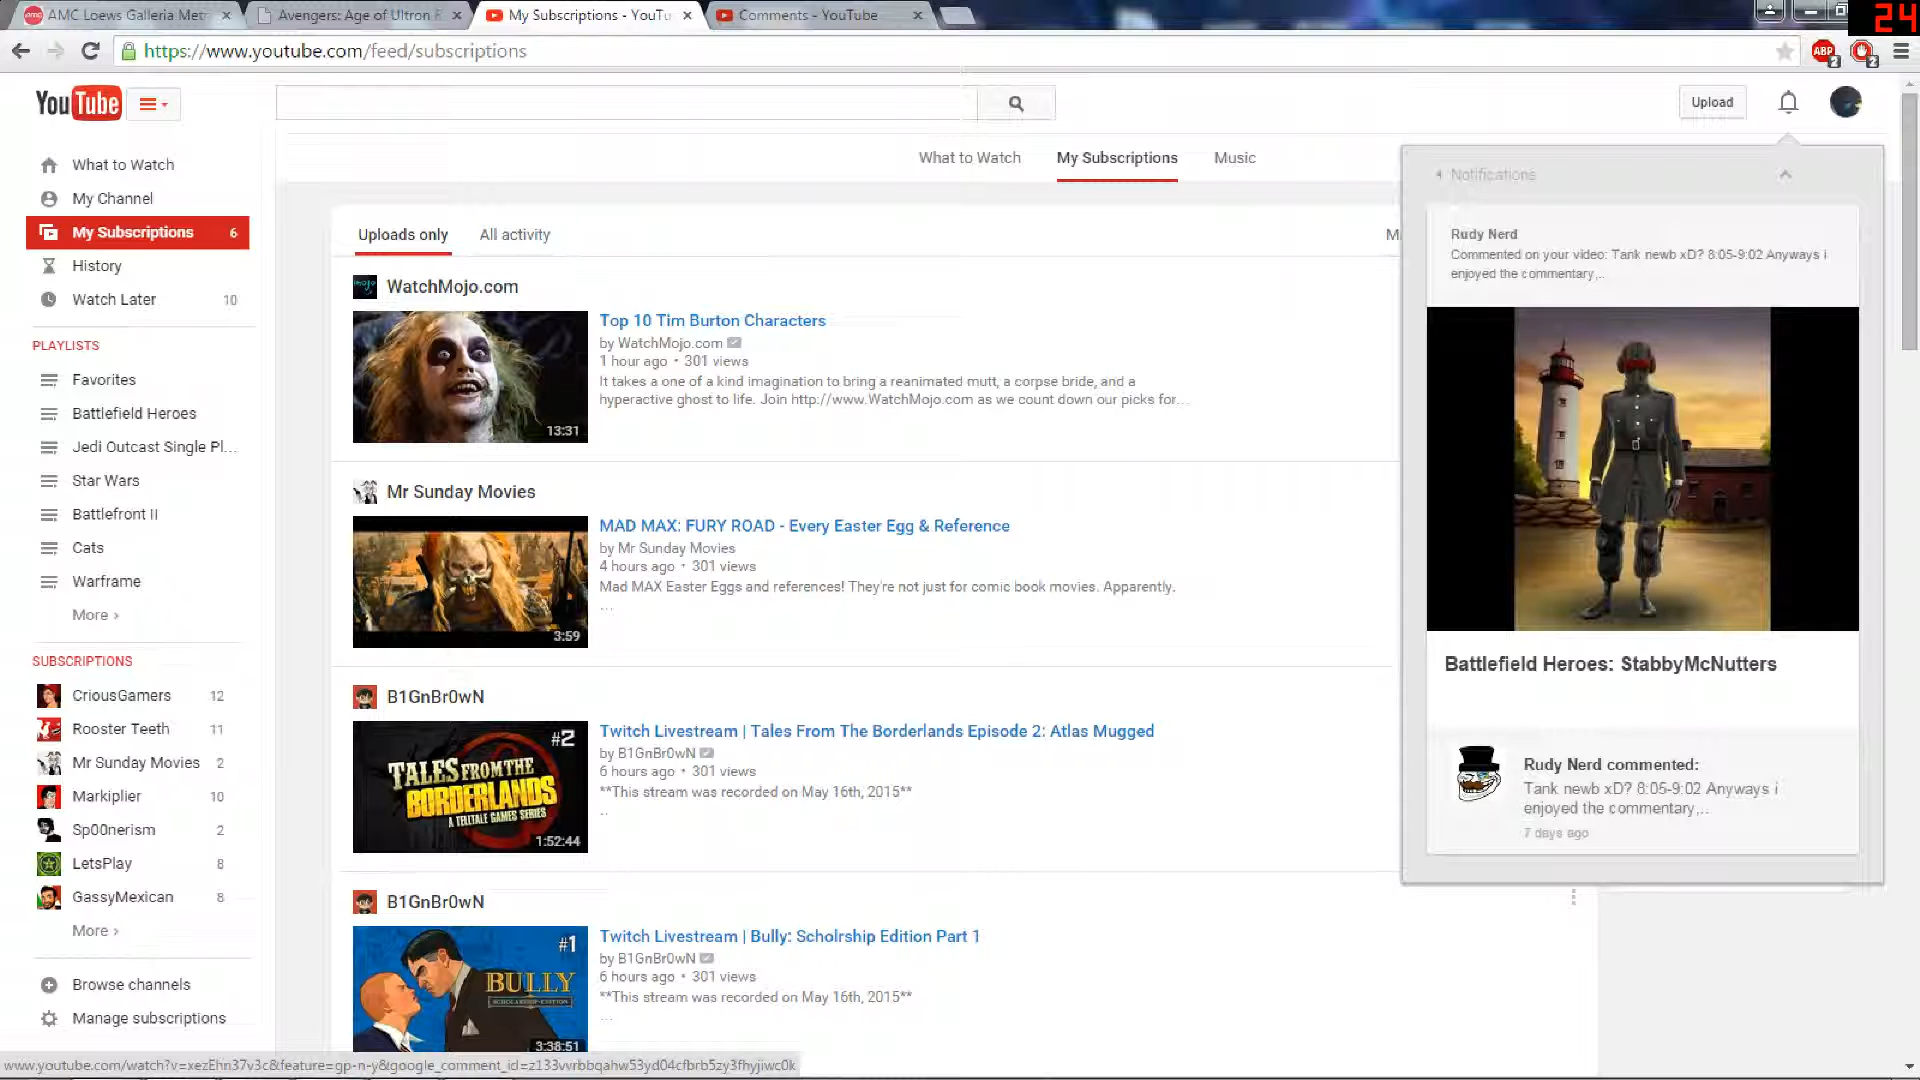 AMC Loews Galleria Metr
Avengers: Age of Ultron F
My Subscriptions - YouTu
Comments - YouTube
24
https://www.youtube.com/feed/subscriptions
ABP
2
2
YouTube
Upload
What to Watch
My Subscriptions
Music
What to Watch
My Channel
My Subscriptions 6
History
Watch Later 10
PLAYLISTS
Favorites
Battlefield Heroes
Jedi Outcast Single Pl...
Star Wars
Battlefront II
Cats
Warframe
More ›
SUBSCRIPTIONS
CriousGamers 12
Rooster Teeth 11
Mr Sunday Movies 2
Markiplier 10
Sp00nerism 2
LetsPlay 8
GassyMexican 8
More ›
Browse channels
Manage subscriptions
Uploads only
All activity
M
mojo
WatchMojo.com
13:31
Top 10 Tim Burton Characters
by WatchMojo.com
1 hour ago • 301 views
It takes a one of a kind imagination to bring a reanimated mutt, a corpse bride, and a
hyperactive ghost to life. Join http://www.WatchMojo.com as we count down our picks for...
Mr Sunday Movies
3:59
MAD MAX: FURY ROAD - Every Easter Egg & Reference
by Mr Sunday Movies
4 hours ago • 301 views
Mad MAX Easter Eggs and references! They're not just for comic book movies. Apparently.
...
B1GnBr0wN
#2
TALES FROM THE
BORDERLANDS
A TELLTALE GAMES SERIES
1:52:44
Twitch Livestream | Tales From The Borderlands Episode 2: Atlas Mugged
by B1GnBr0wN
6 hours ago • 301 views
**This stream was recorded on May 16th, 2015**
..
B1GnBr0wN
#1
BULLY
SCHOLARSHIP EDITION
3:38:51
Twitch Livestream | Bully: Scholrship Edition Part 1
by B1GnBr0wN
6 hours ago • 301 views
**This stream was recorded on May 16th, 2015**
...
Notifications
Rudy Nerd
Commented on your video: Tank newb xD? 8:05-9:02 Anyways i
enjoyed the commentary,..
Battlefield Heroes: StabbyMcNutters
Rudy Nerd commented:
Tank newb xD? 8:05-9:02 Anyways i
enjoyed the commentary,..
7 days ago
www.youtube.com/watch?v=xezEhn37v3c&feature=gp-n-y&google_comment_id=z133vvrbbqahw53yd04cfbrb5zy3fhyjiwc0k